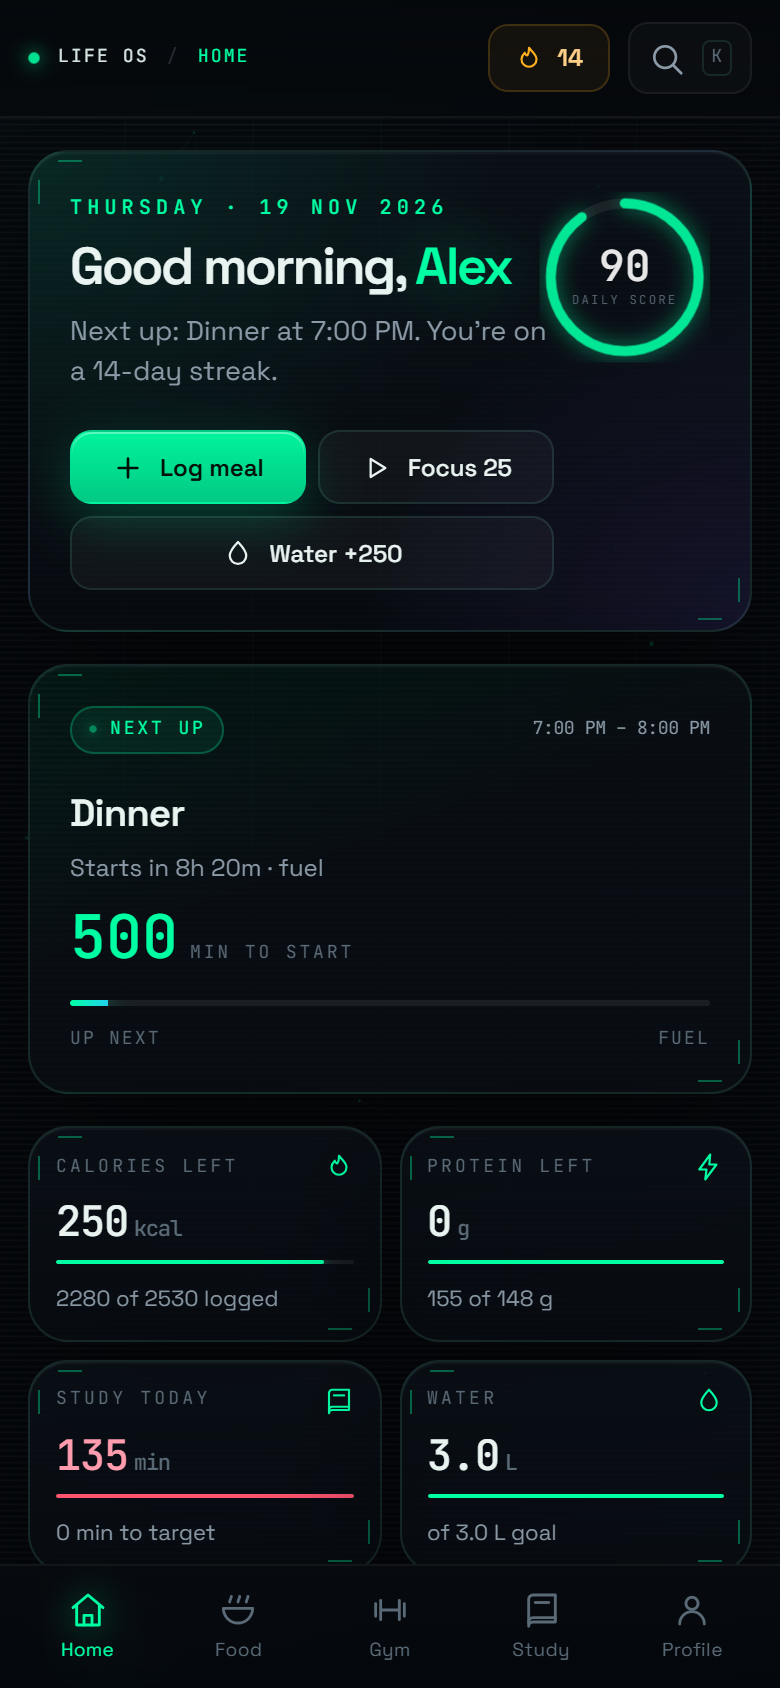 LIFE OS / HOME
14
K
THURSDAY · 19 NOV 2026
Good morning, Alex
Next up: Dinner at 7:00 PM. You're on
a 14-day streak.
90
DAILY SCORE
Log meal
Focus 25
Water +250
NEXT UP
7:00 PM – 8:00 PM
Dinner
Starts in 8h 20m · fuel
500 MIN TO START
UP NEXT
FUEL
CALORIES LEFT
250 kcal
2280 of 2530 logged
PROTEIN LEFT
0 g
155 of 148 g
STUDY TODAY
135 min
0 min to target
WATER
3.0 L
of 3.0 L goal
Home
Food
Gym
Study
Profile